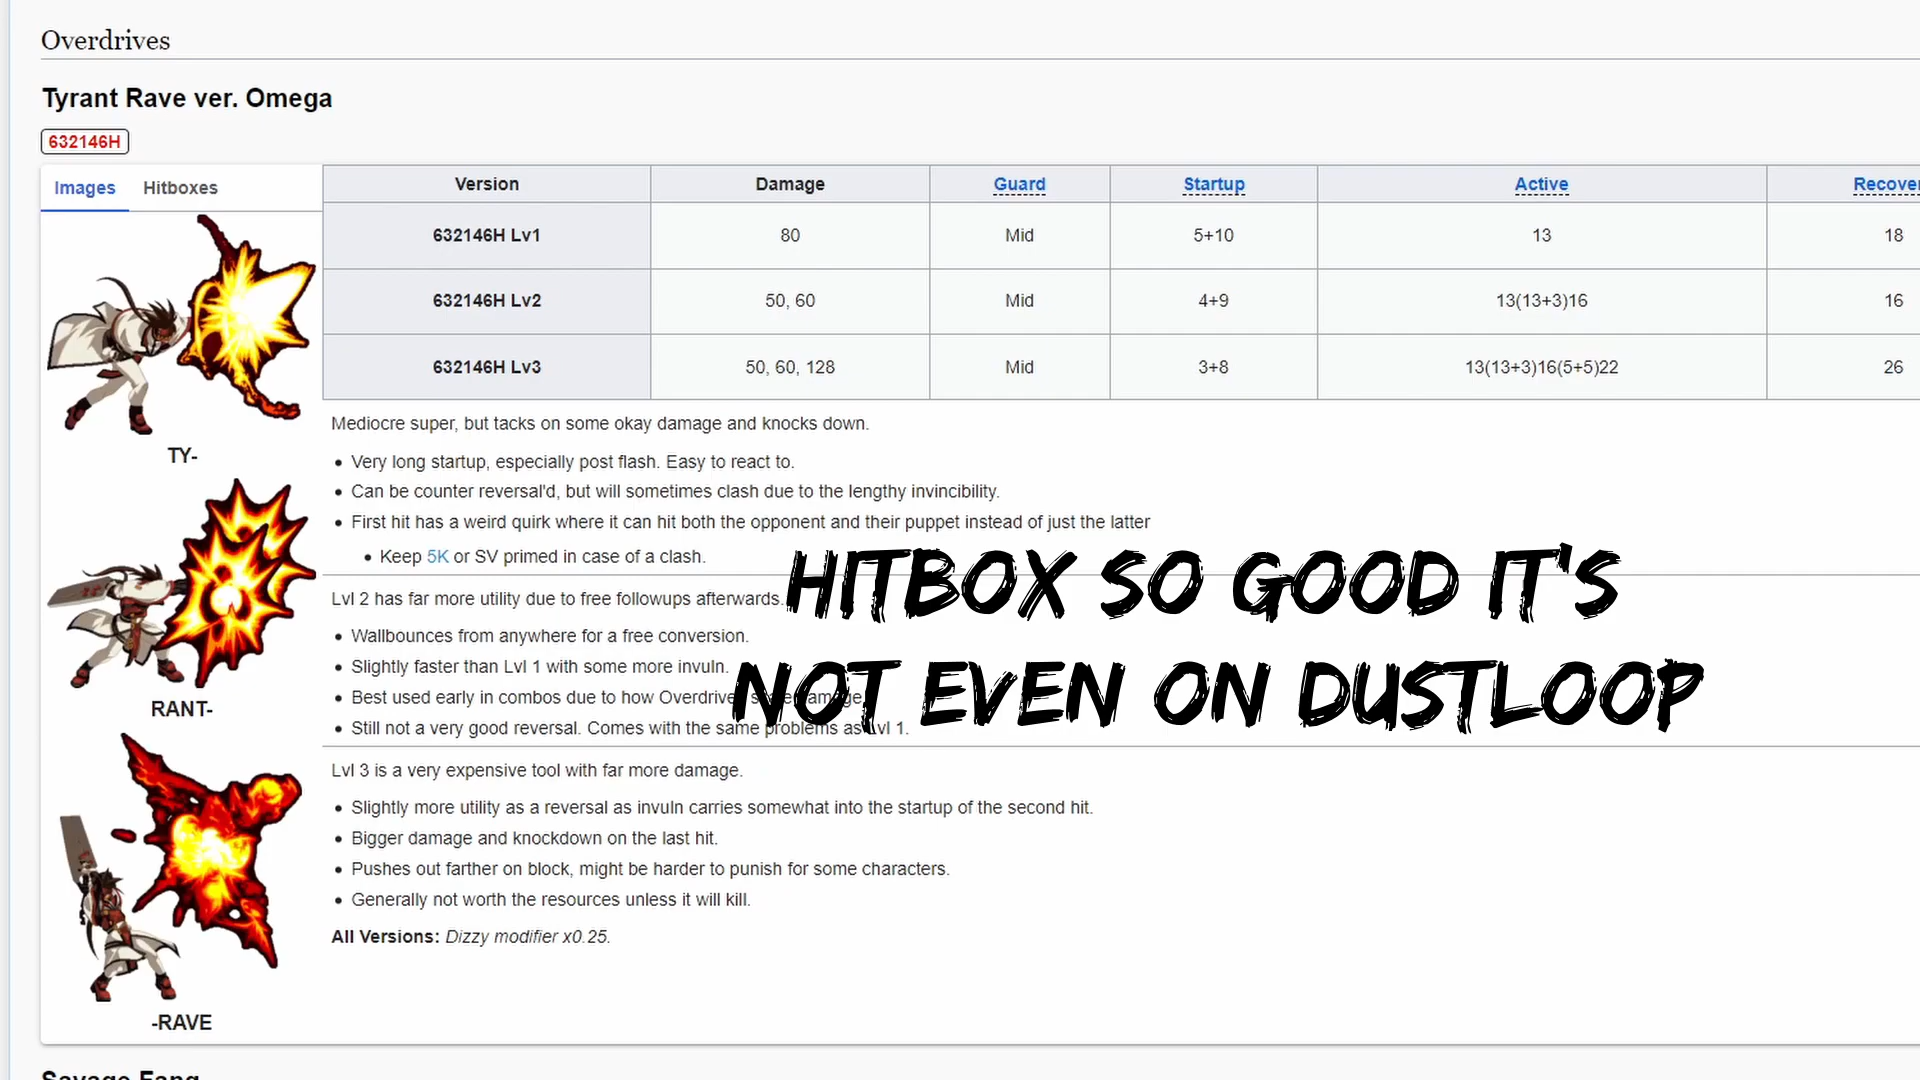 Overdrives
Tyrant Rave ver. Omega
632146H
Images Hitboxes
Version Damage Guard Startup Active
632146H Lv1 80 Mid 5+10 13 18
632146H Lv2 50, 60 Mid 4+9 13(13+3)16 16
632146H Lv3 50, 60, 128 Mid 3+8 13(13+3)16(5+5)22 26
TY-
RANT-
-RAVE
Mediocre super, but tacks on some okay damage and knocks down.
• Very long startup, especially post flash. Easy to react to.
• Can be counter reversal'd, but will sometimes clash due to the lengthy invincibility.
• First hit has a weird quirk where it can hit both the opponent and their puppet instead of just the latter
• Keep 5K or SV primed in case of a clash.
Lvl 2 has far more utility due to free followups afterwards.
• Wallbounces from anywhere for a free conversion.
• Slightly faster than Lvl 1 with some more invuln.
• Best used early in combos due to how
• Still not a very good reversal. Comes with the same problems as Lvl 1.
Lvl 3 is a very expensive tool with far more damage.
• Slightly more utility as a reversal as invuln carries somewhat into the startup of the second hit.
• Bigger damage and knockdown on the last hit.
• Pushes out farther on block, might be harder to punish for some characters.
• Generally not worth the resources unless it will kill.
All Versions: Dizzy modifier x0.25.
HITBOX SO GOOD IT'S
NOT EVEN ON DUSTLOOP